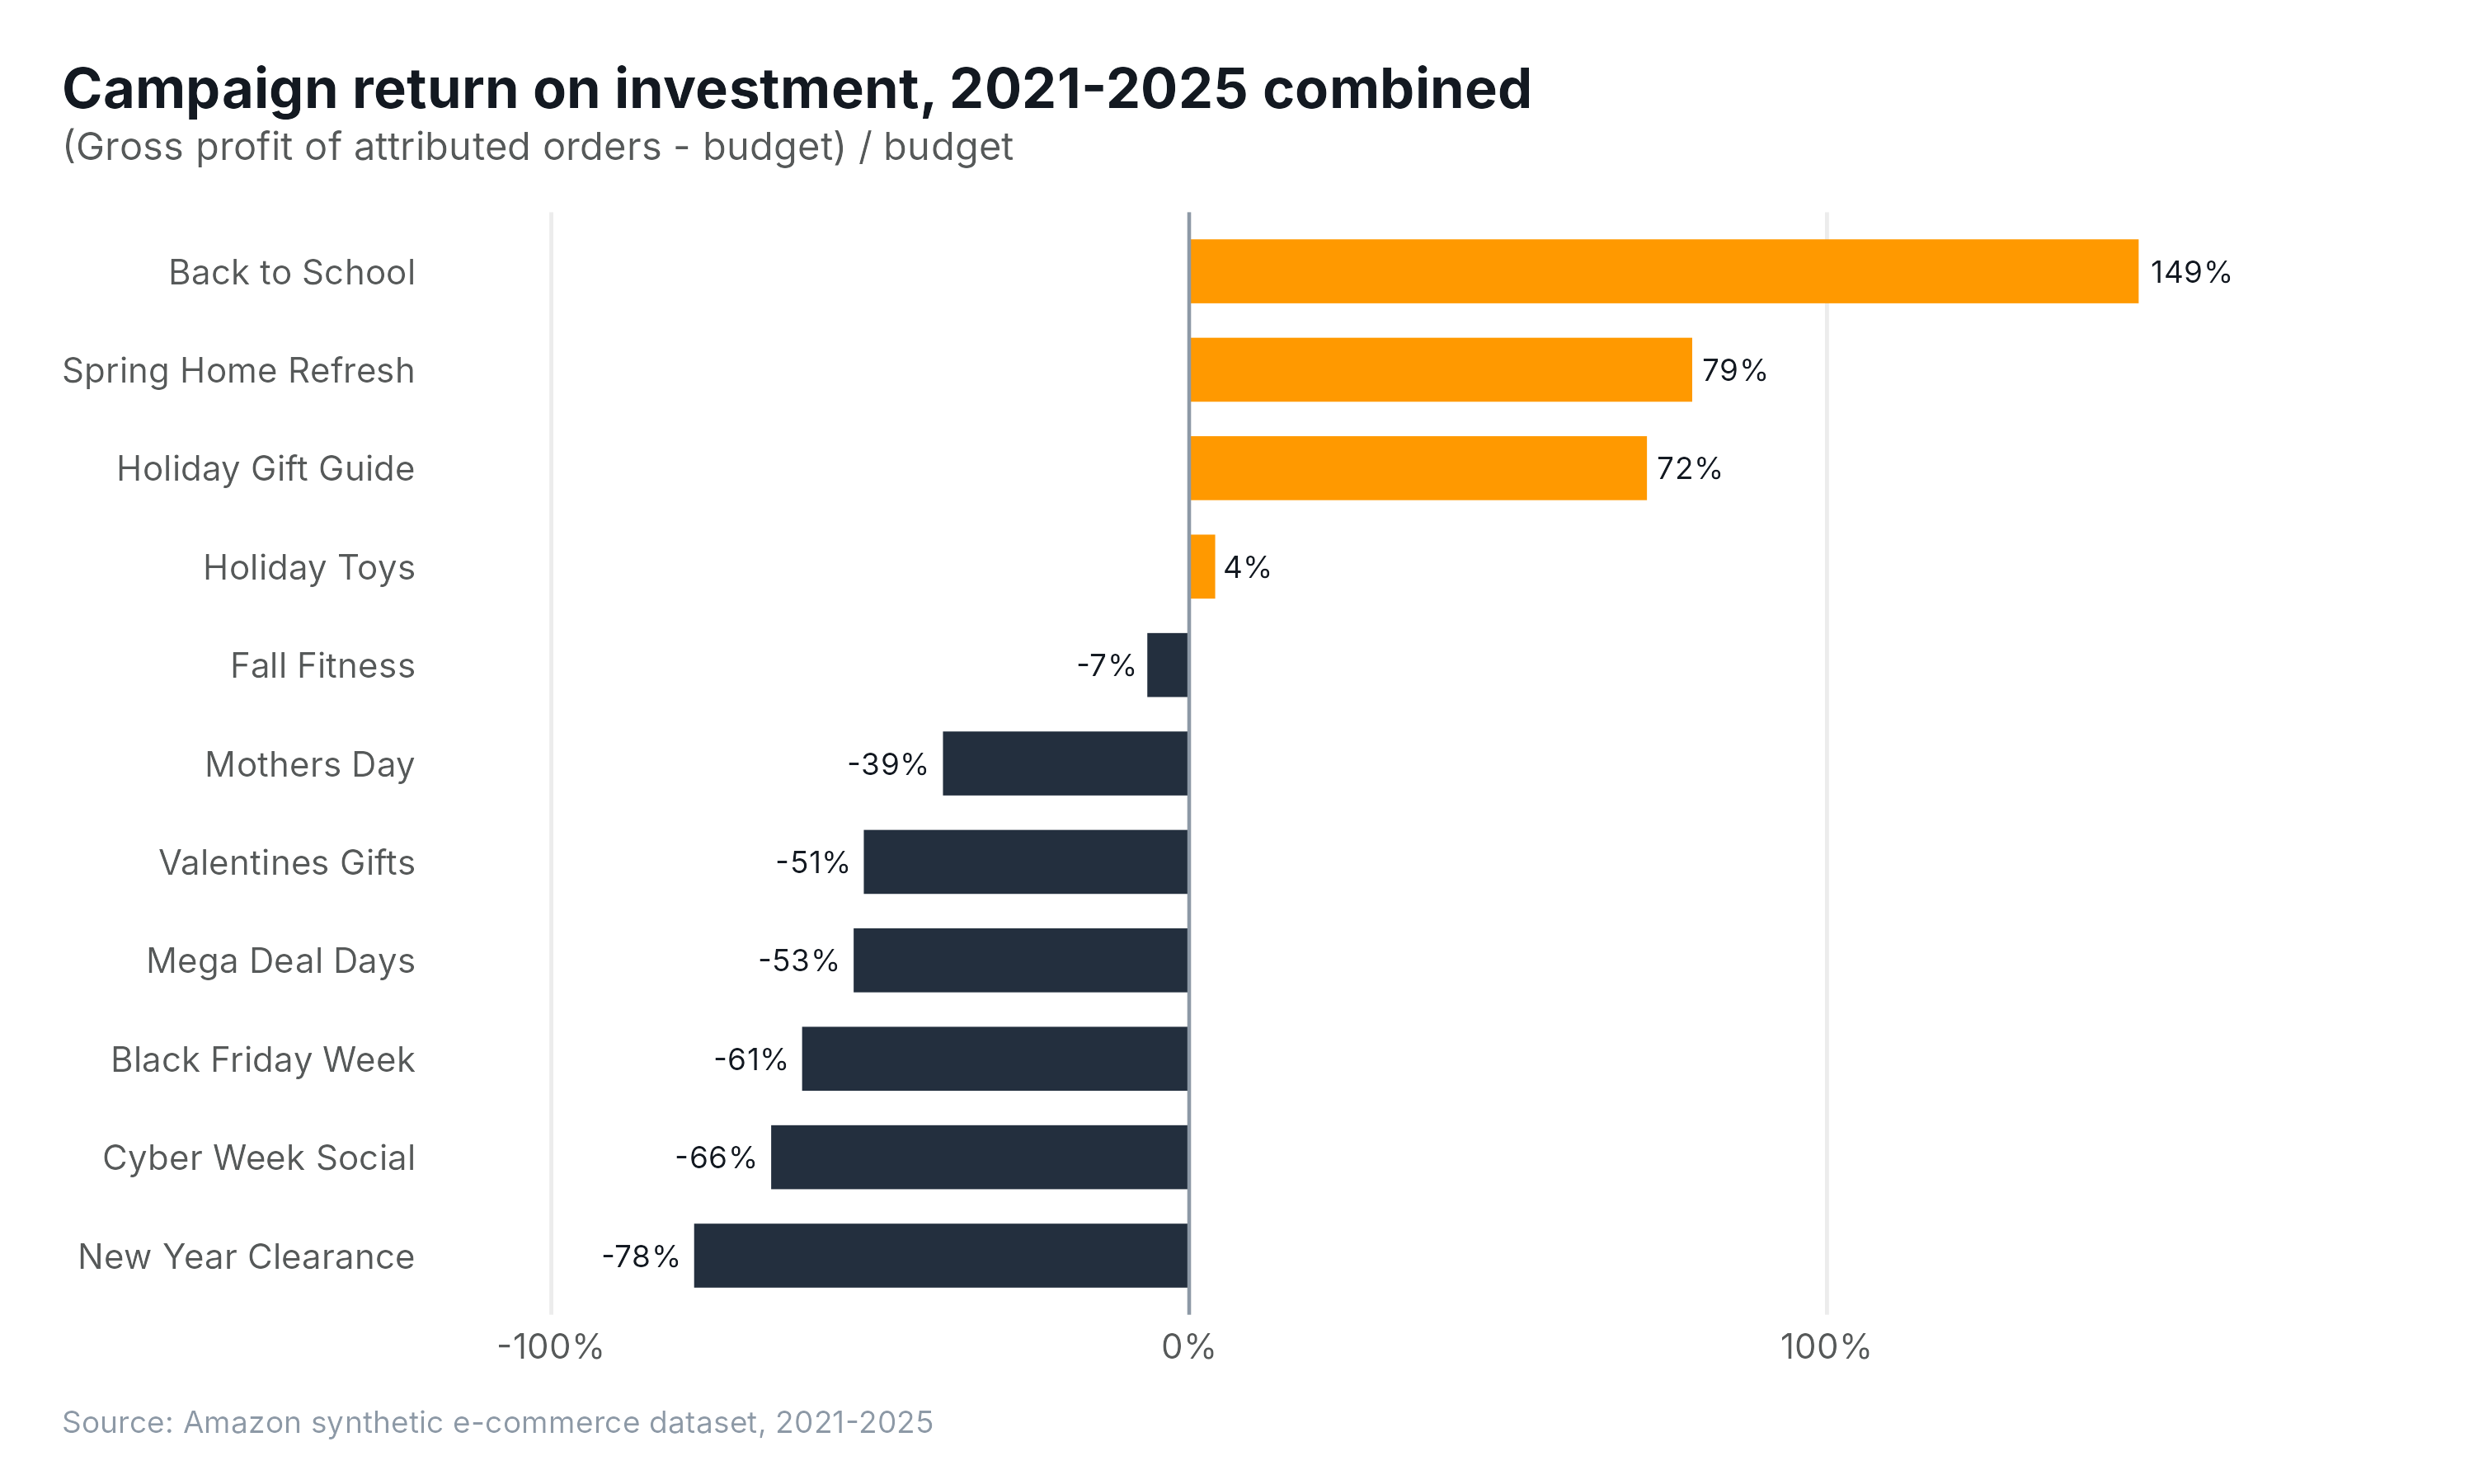 Campaign return on investment, 2021-2025 combined
(Gross profit of attributed orders - budget) / budget
Back to School 149%
Spring Home Refresh 79%
Holiday Gift Guide 72%
Holiday Toys 4%
Fall Fitness -7%
Mothers Day -39%
Valentines Gifts -51%
Mega Deal Days -53%
Black Friday Week -61%
Cyber Week Social -66%
New Year Clearance -78%
-100% 0% 100%
Source: Amazon synthetic e-commerce dataset, 2021-2025